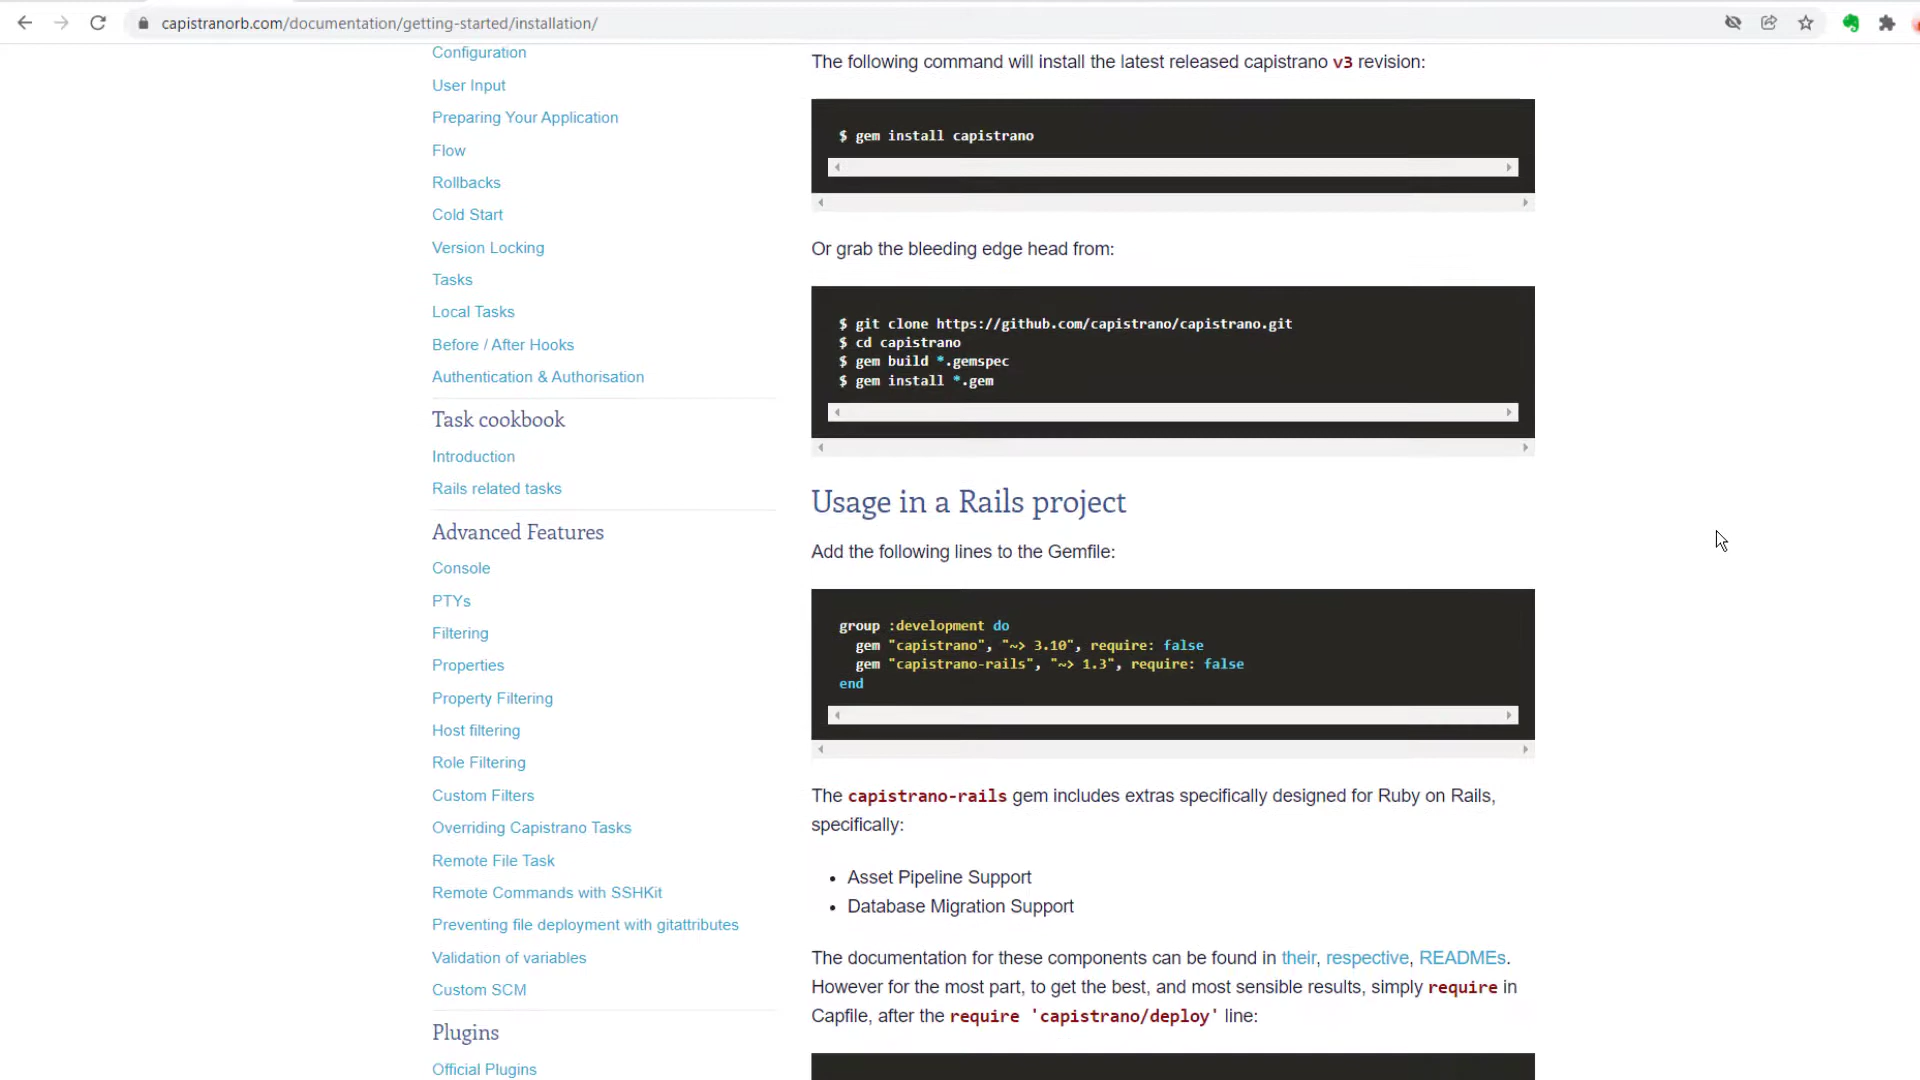 capistranorb.com/documentation/getting-started/installation/
Configuration
User Input
Preparing Your Application
Flow
Rollbacks
Cold Start
Version Locking
Tasks
Local Tasks
Before / After Hooks
Authentication & Authorisation
Task cookbook
Introduction
Rails related tasks
Advanced Features
Console
PTYs
Filtering
Properties
Property Filtering
Host filtering
Role Filtering
Custom Filters
Overriding Capistrano Tasks
Remote File Task
Remote Commands with SSHKit
Preventing file deployment with gitattributes
Validation of variables
Custom SCM
Plugins
Official Plugins
The following command will install the latest released capistrano v3 revision:
$ gem install capistrano
Or grab the bleeding edge head from:
$ git clone https://github.com/capistrano/capistrano.git
$ cd capistrano
$ gem build *.gemspec
$ gem install *.gem
Usage in a Rails project
Add the following lines to the Gemfile:
group :development do
  gem "capistrano", "~> 3.10", require: false
  gem "capistrano-rails", "~> 1.3", require: false
end
The capistrano-rails gem includes extras specifically designed for Ruby on Rails,
specifically:
• Asset Pipeline Support
• Database Migration Support
The documentation for these components can be found in their, respective, READMEs.
However for the most part, to get the best, and most sensible results, simply require in
Capfile, after the require 'capistrano/deploy' line: